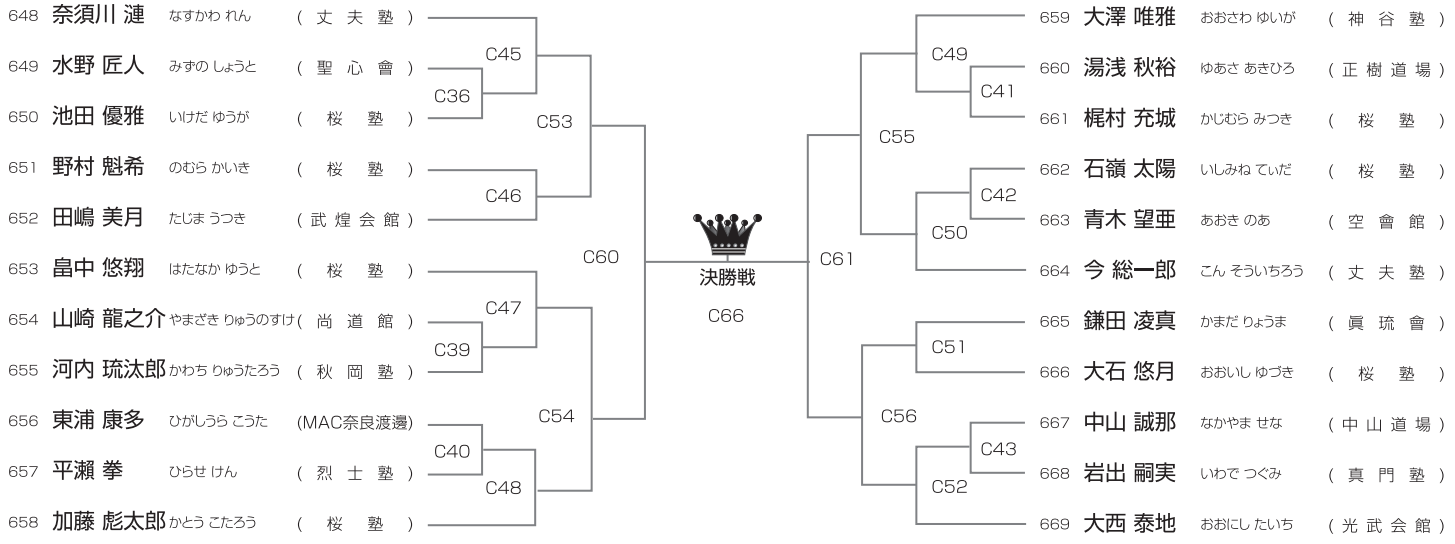 648 奈須川 漣 なすかわ れん ( 丈 夫 塾 )
C45
649 水野 匠人 みずの しょうと ( 聖 心 會 )
C36
650 池田 優雅 いけだ ゆうが ( 桜 塾 )
C53
651 野村 魁希 のむら かいき ( 桜 塾 )
C46
652 田嶋 美月 たじま うつき ( 武 煌 会 館 )
C60
653 畠中 悠翔 はたなか ゆうと ( 桜 塾 )
C47
654 山崎 龍之介 やまざき りゅうのすけ ( 尚 道 館 )
C39
655 河内 琉汰郎 かわち りゅうたろう ( 秋 岡 塾 )
C54
656 東浦 康多 ひがしうら こうた (MAC奈良渡邊)
C40
657 平瀬 拳 ひらせ けん ( 烈 士 塾 )
C48
658 加藤 彪太郎 かとう こたろう ( 桜 塾 )
決勝戦
C66
659 大澤 唯雅 おおさわ ゆいが ( 神 谷 塾 )
C49
660 湯浅 秋裕 ゆあさ あきひろ ( 正 樹 道 場 )
C41
661 梶村 充城 かじむら みつき ( 桜 塾 )
C55
662 石嶺 太陽 いしみね てぃだ ( 桜 塾 )
C42
663 青木 望亜 あおき のあ ( 空 會 館 )
C50
664 今 総一郎 こん そういちろう ( 丈 夫 塾 )
C61
665 鎌田 凌真 かまだ りょうま ( 眞 琉 會 )
C51
666 大石 悠月 おおいし ゆづき ( 桜 塾 )
C56
667 中山 誠那 なかやま せな ( 中 山 道 場 )
C43
668 岩出 嗣実 いわで つぐみ ( 真 門 塾 )
C52
669 大西 泰地 おおにし たいち ( 光 武 会 館 )